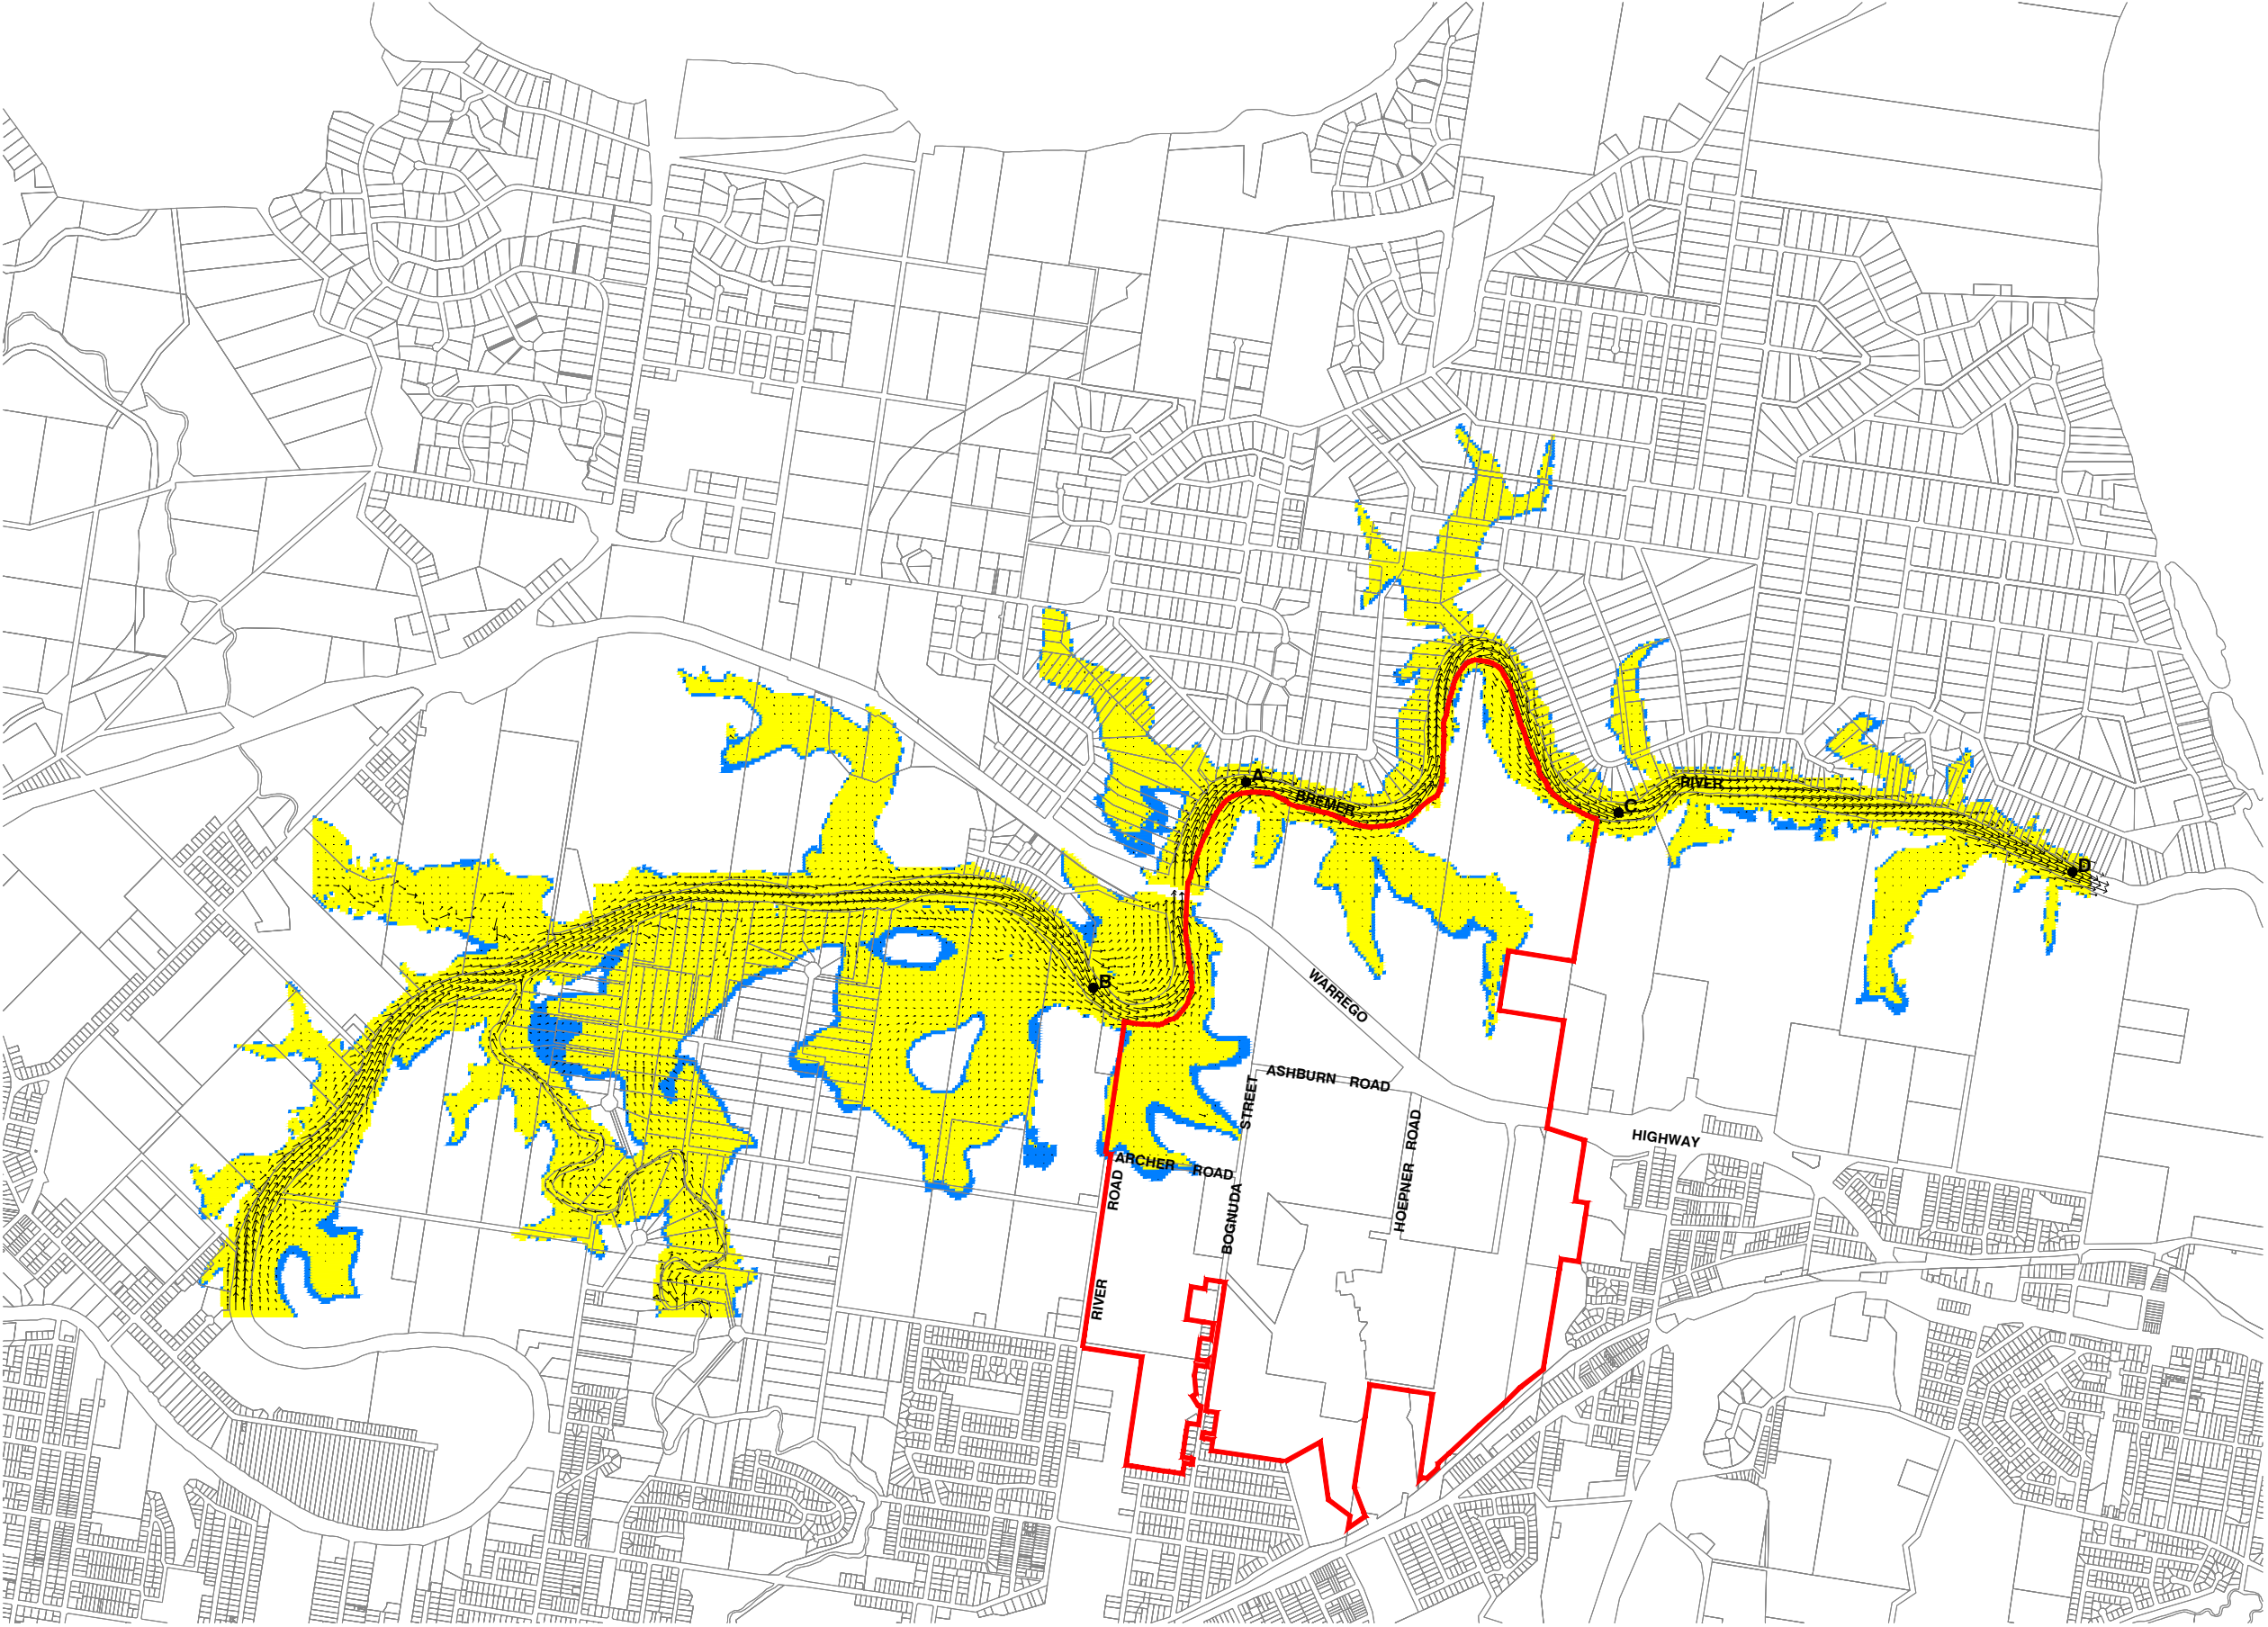 A
BREMER
RIVER
C
D
B
WARREGO
ASHBURN ROAD
STREET
HOEPNER ROAD
HIGHWAY
ARCHER ROAD
ROAD
BOGNUDA
RIVER